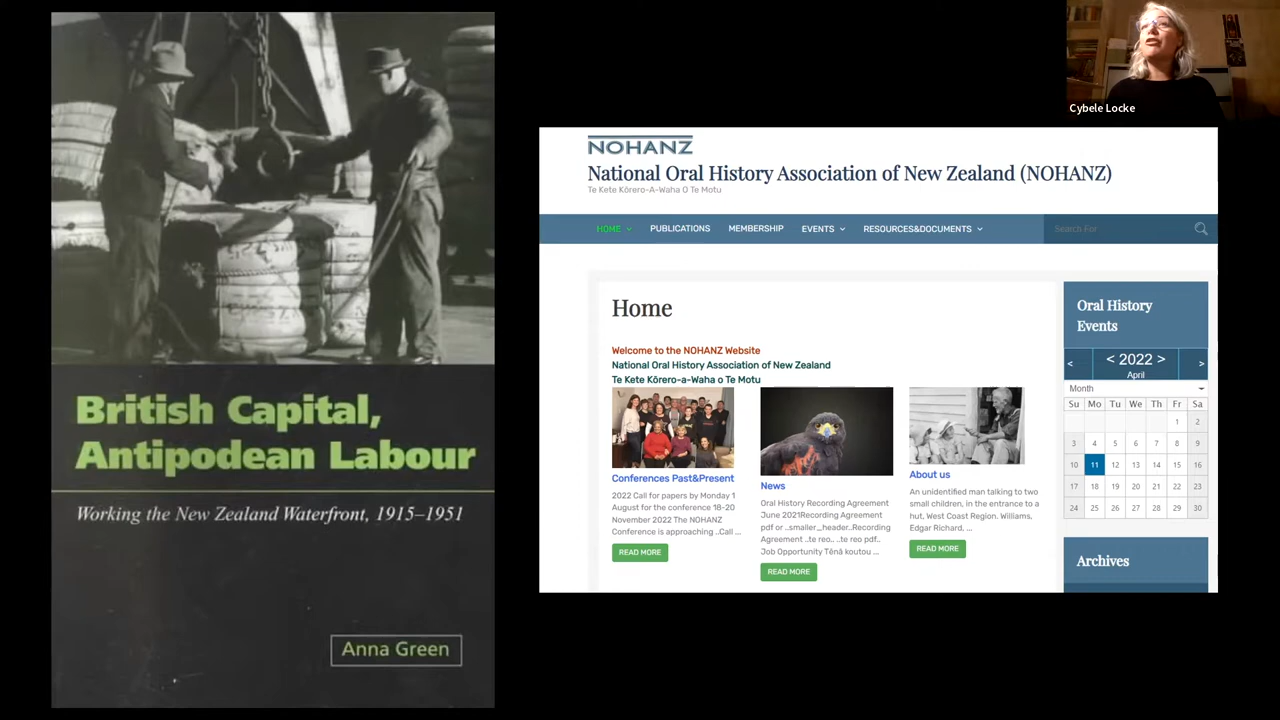 British Capital,
Antipodean Labour
Working the New Zealand Waterfront, 1915–1951
Anna Green
Cybele Locke
NOHANZ
National Oral History Association of New Zealand (NOHANZ)
Te Kete Kōrero-A-Waha O Te Motu
HOME PUBLICATIONS MEMBERSHIP EVENTS RESOURCES&DOCUMENTS Search For
Home
Welcome to the NOHANZ Website
National Oral History Association of New Zealand
Te Kete Kōrero-a-Waha o Te Motu
Conferences Past&Present
2022 Call for papers by Monday 1
August for the conference 18-20
November 2022 The NOHANZ
Conference is approaching ..Call ...
READ MORE
News
Oral History Recording Agreement
June 2021Recording Agreement
pdf or ..smaller_header..Recording
Agreement ..te reo.. ..te reo pdf..
Job Opportunity Tēnā koutou ...
READ MORE
About us
An unidentified man talking to two
small children, in the entrance to a
hut, West Coast Region. Williams,
Edgar Richard, ...
READ MORE
Oral History
Events
< < 2022 > >
April
Month
Su Mo Tu We Th Fr Sa
1 2
3 4 5 6 7 8 9
10 11 12 13 14 15 16
17 18 19 20 21 22 23
24 25 26 27 28 29 30
Archives